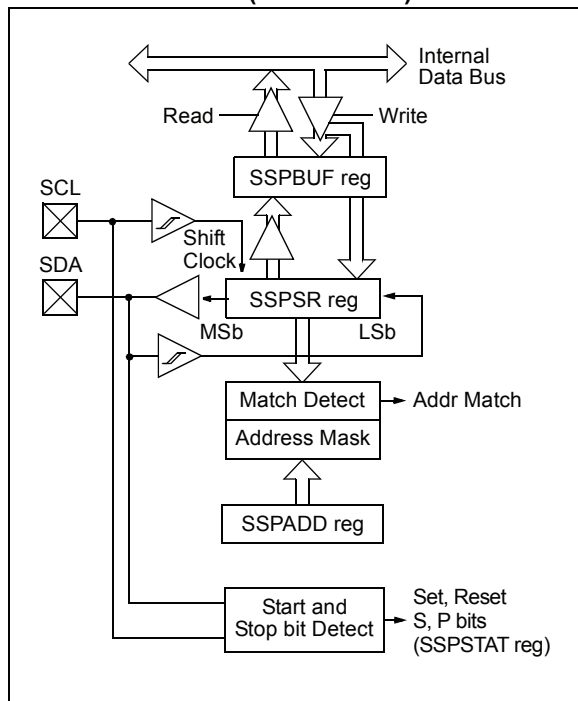 Internal
Data Bus
Read
Write
SSPBUF reg
SCL
Shift
Clock
SDA
SSPSR reg
MSb
LSb
Match Detect
Addr Match
Address Mask
SSPADD reg
Start and
Stop bit Detect
Set, Reset
S, P bits
(SSPSTAT reg)